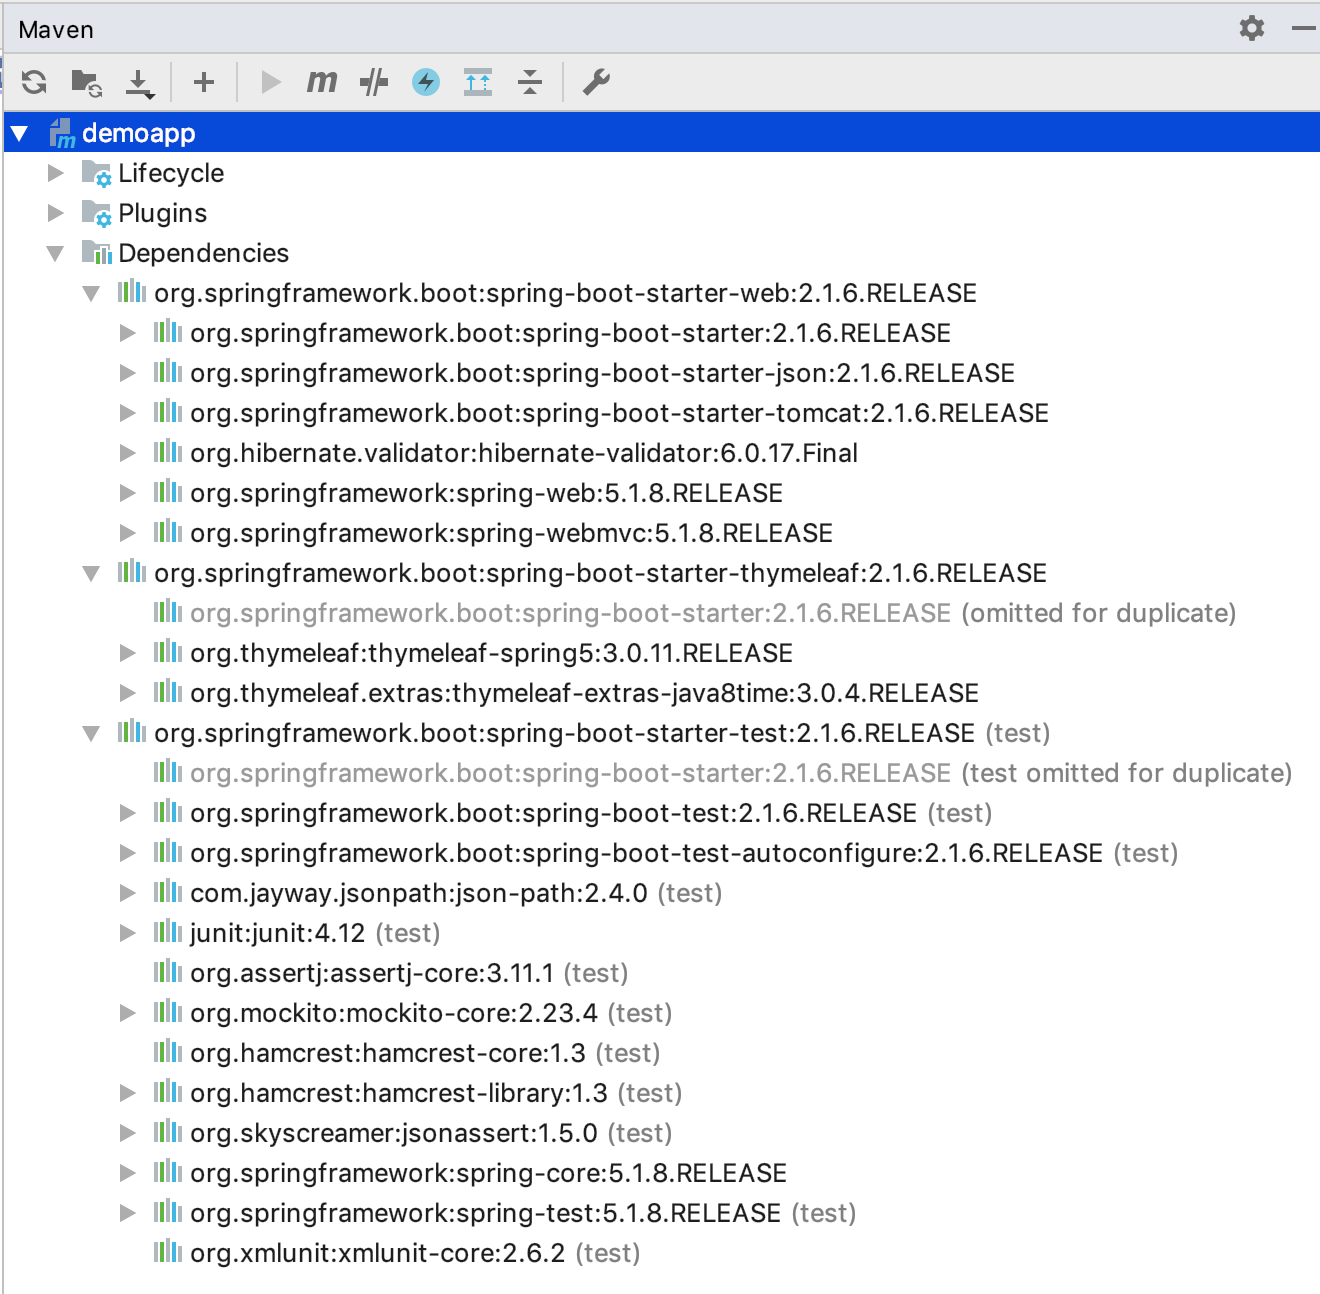 Maven
m
demoapp
Lifecycle
Plugins
Dependencies
org.springframework.boot:spring-boot-starter-web:2.1.6.RELEASE
org.springframework.boot:spring-boot-starter:2.1.6.RELEASE
org.springframework.boot:spring-boot-starter-json:2.1.6.RELEASE
org.springframework.boot:spring-boot-starter-tomcat:2.1.6.RELEASE
org.hibernate.validator:hibernate-validator:6.0.17.Final
org.springframework:spring-web:5.1.8.RELEASE
org.springframework:spring-webmvc:5.1.8.RELEASE
org.springframework.boot:spring-boot-starter-thymeleaf:2.1.6.RELEASE
org.springframework.boot:spring-boot-starter:2.1.6.RELEASE (omitted for duplicate)
org.thymeleaf:thymeleaf-spring5:3.0.11.RELEASE
org.thymeleaf.extras:thymeleaf-extras-java8time:3.0.4.RELEASE
org.springframework.boot:spring-boot-starter-test:2.1.6.RELEASE (test)
org.springframework.boot:spring-boot-starter:2.1.6.RELEASE (test omitted for duplicate)
org.springframework.boot:spring-boot-test:2.1.6.RELEASE (test)
org.springframework.boot:spring-boot-test-autoconfigure:2.1.6.RELEASE (test)
com.jayway.jsonpath:json-path:2.4.0 (test)
junit:junit:4.12 (test)
org.assertj:assertj-core:3.11.1 (test)
org.mockito:mockito-core:2.23.4 (test)
org.hamcrest:hamcrest-core:1.3 (test)
org.hamcrest:hamcrest-library:1.3 (test)
org.skyscreamer:jsonassert:1.5.0 (test)
org.springframework:spring-core:5.1.8.RELEASE
org.springframework:spring-test:5.1.8.RELEASE (test)
org.xmlunit:xmlunit-core:2.6.2 (test)